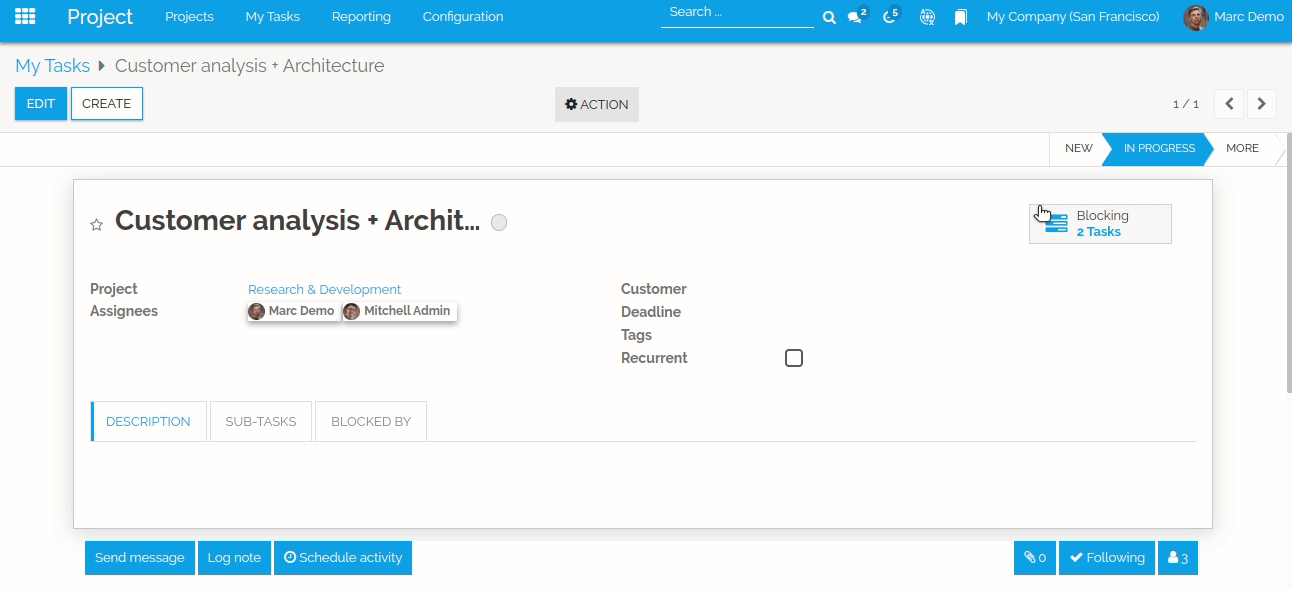 Project Projects My Tasks Reporting Configuration Search ... 2 5 My Company (San Francisco) Marc Demo
My Tasks Customer analysis + Architecture
EDIT CREATE ACTION 1 / 1
NEW IN PROGRESS MORE
Customer analysis + Archit...
Blocking
2 Tasks
Project Research & Development
Assignees Marc Demo Mitchell Admin
Customer
Deadline
Tags
Recurrent
DESCRIPTION SUB-TASKS BLOCKED BY
Send message Log note Schedule activity 0 Following 3